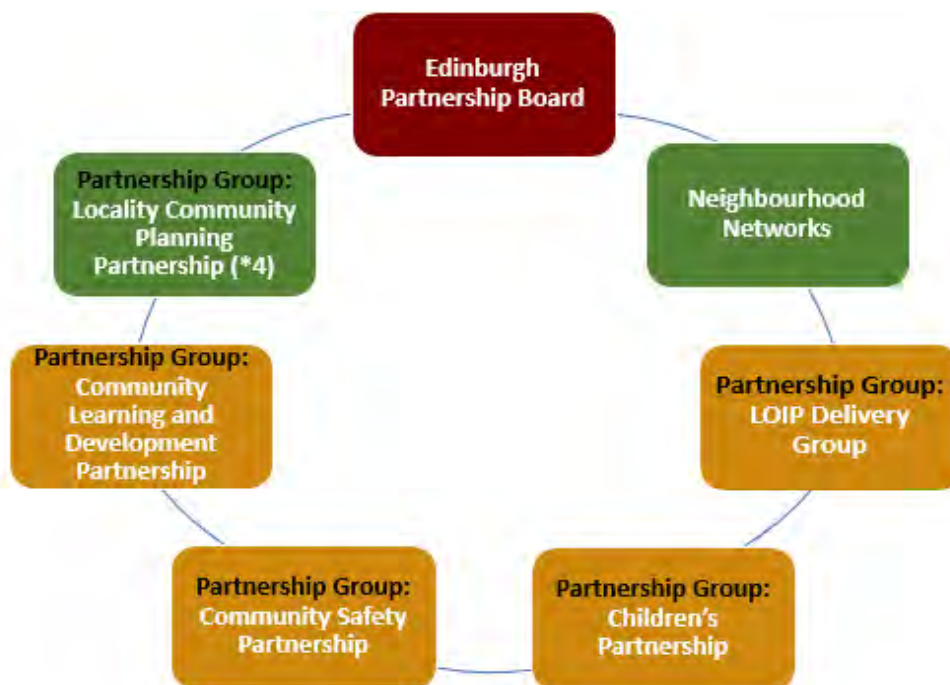 Edinburgh
Partnership Board
Neighbourhood
Networks
Partnership Group:
LOIP Delivery
Group
Partnership Group:
Children's
Partnership
Partnership Group:
Community Safety
Partnership
Partnership Group:
Community
Learning and
Development
Partnership
Partnership Group:
Locality Community
Planning
Partnership (*4)